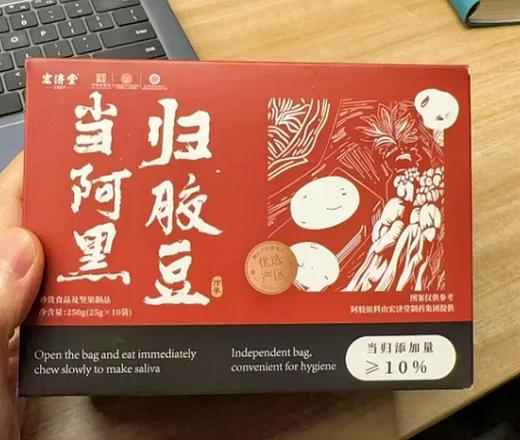 宏济堂
1907
当归
阿胶
黑豆
传承
优选
产区
炒货食品及坚果制品
净含量:250g(25g×10袋)
图案仅供参考
阿胶原料由宏济堂制药集团提供
Open the bag and eat immediately
chew slowly to make saliva
Independent bag,
convenient for hygiene
当归添加量
≥10%